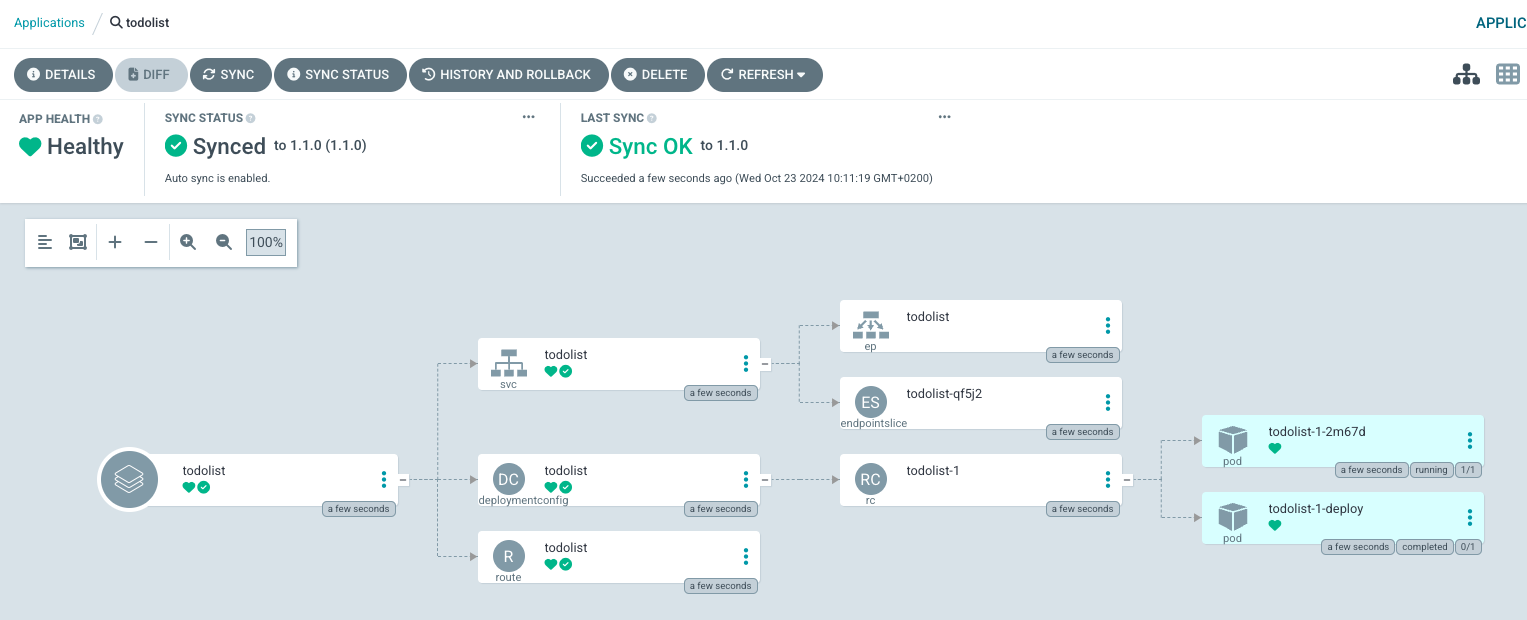 Applications / todolist
APPLIC
DETAILS DIFF SYNC SYNC STATUS HISTORY AND ROLLBACK DELETE REFRESH
APP HEALTH
Healthy
SYNC STATUS
Synced to 1.1.0 (1.1.0)
Auto sync is enabled.
LAST SYNC
Sync OK to 1.1.0
Succeeded a few seconds ago (Wed Oct 23 2024 10:11:19 GMT+0200)
100%
todolist
a few seconds
todolist
svc
a few seconds
DC
todolist
deploymentconfig
a few seconds
R
todolist
route
a few seconds
todolist
ep
a few seconds
ES
todolist-qf5j2
endpointslice
a few seconds
RC
todolist-1
rc
a few seconds
todolist-1-2m67d
pod
a few seconds running 1/1
todolist-1-deploy
pod
a few seconds completed 0/1